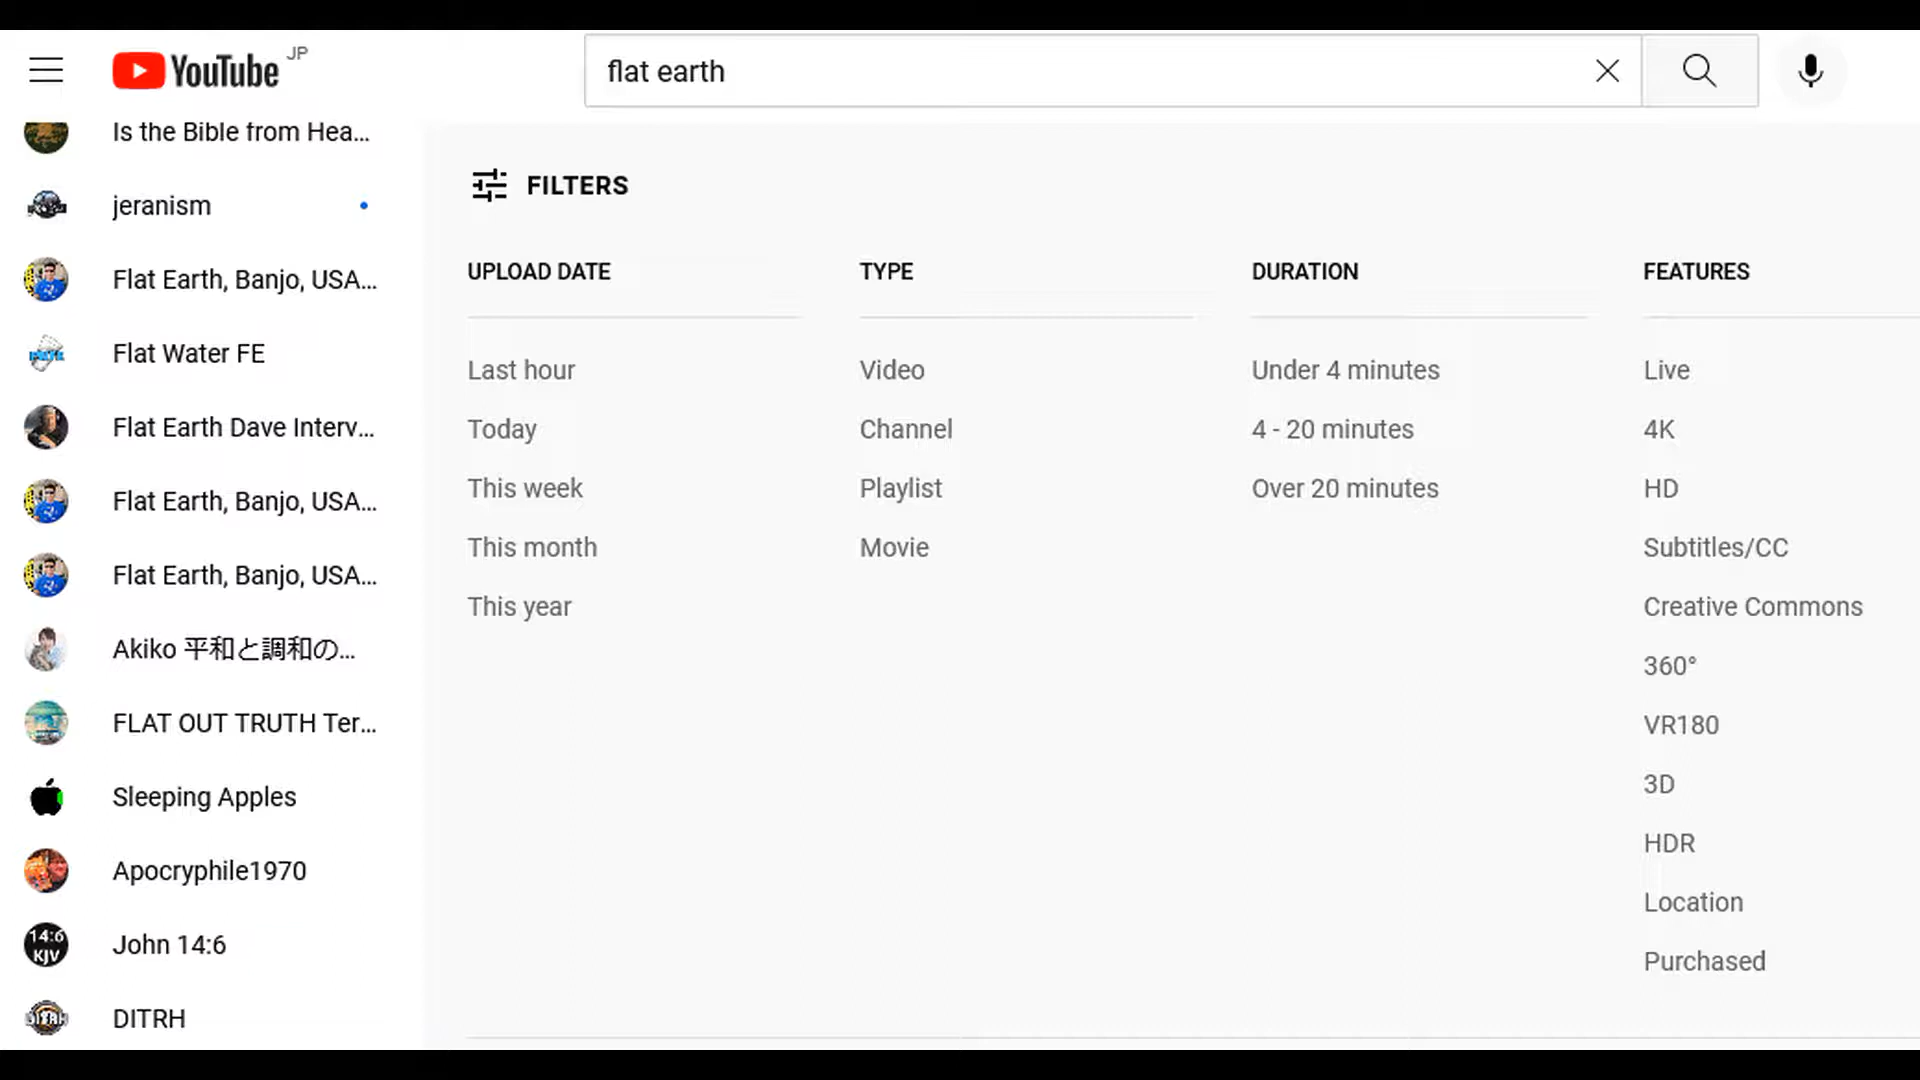 YouTube JP
flat earth
Is the Bible from Hea...
jeranism
Flat Earth, Banjo, USA...
Flat Water FE
Flat Earth Dave Interv...
Flat Earth, Banjo, USA...
Flat Earth, Banjo, USA...
Akiko 平和と調和の...
FLAT OUT TRUTH Ter...
Sleeping Apples
Apocryphile1970
14:6
KJV
John 14:6
DITRH
DITRH
FILTERS
UPLOAD DATE
Last hour
Today
This week
This month
This year
TYPE
Video
Channel
Playlist
Movie
DURATION
Under 4 minutes
4 - 20 minutes
Over 20 minutes
FEATURES
Live
4K
HD
Subtitles/CC
Creative Commons
360°
VR180
3D
HDR
Location
Purchased